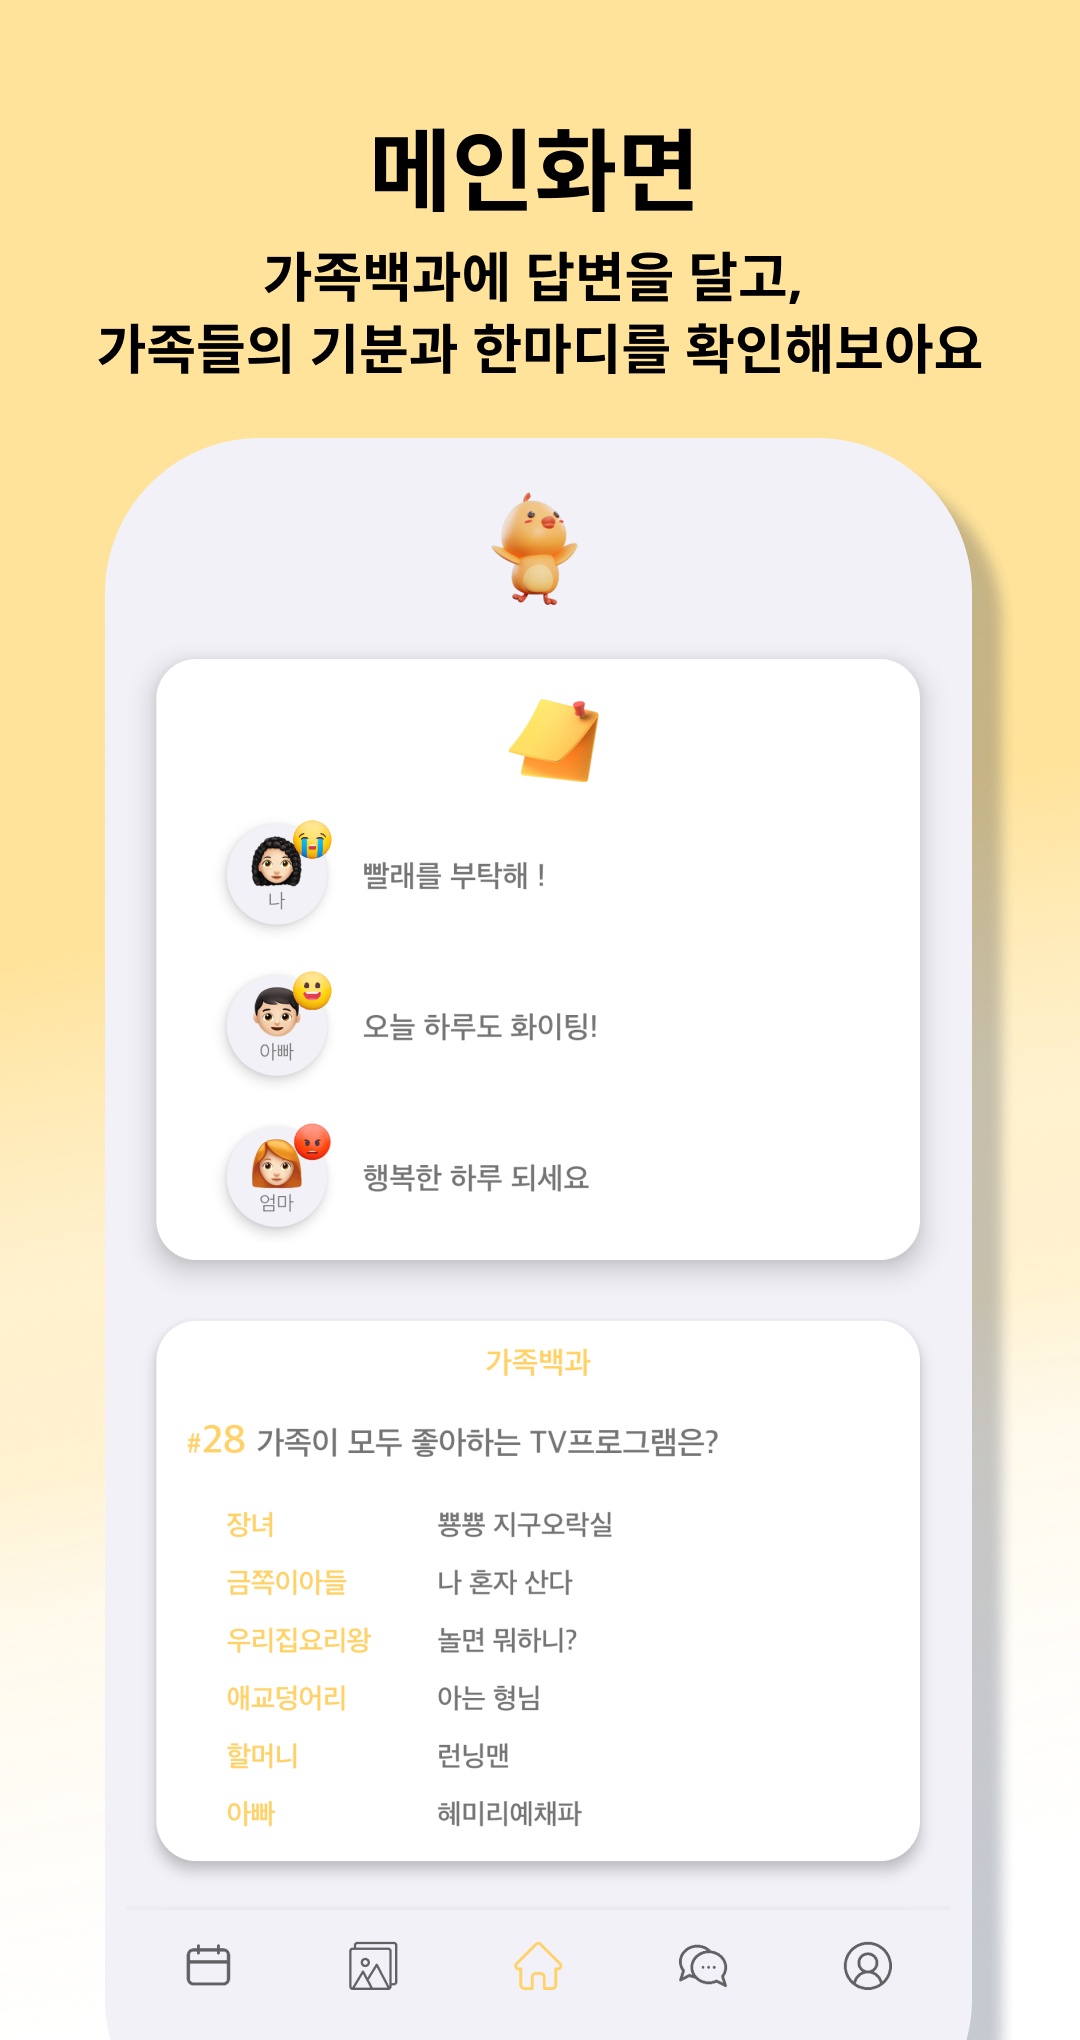 메인화면
가족백과에 답변을 달고,
가족들의 기분과 한마디를 확인해보아요
나
빨래를 부탁해 !
아빠
오늘 하루도 화이팅!
엄마
행복한 하루 되세요
가족백과
#28 가족이 모두 좋아하는 TV프로그램은?
장녀 뿅뿅 지구오락실
금쪽이아들 나 혼자 산다
우리집요리왕 놀면 뭐하니?
애교덩어리 아는 형님
할머니 런닝맨
아빠 혜미리예채파